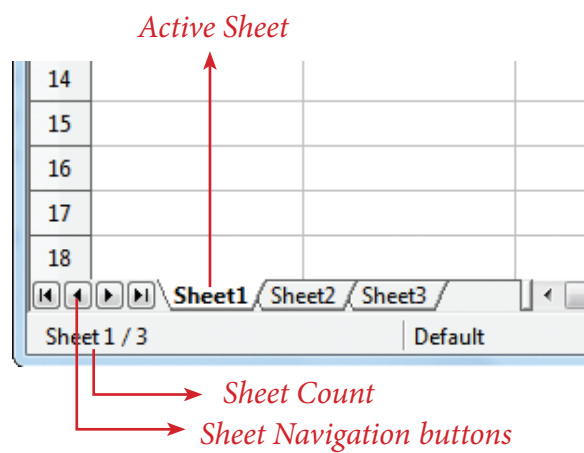 Active Sheet
14
15
16
17
18
Sheet1 Sheet2 Sheet3
Sheet 1 / 3 Default
Sheet Count
Sheet Navigation buttons